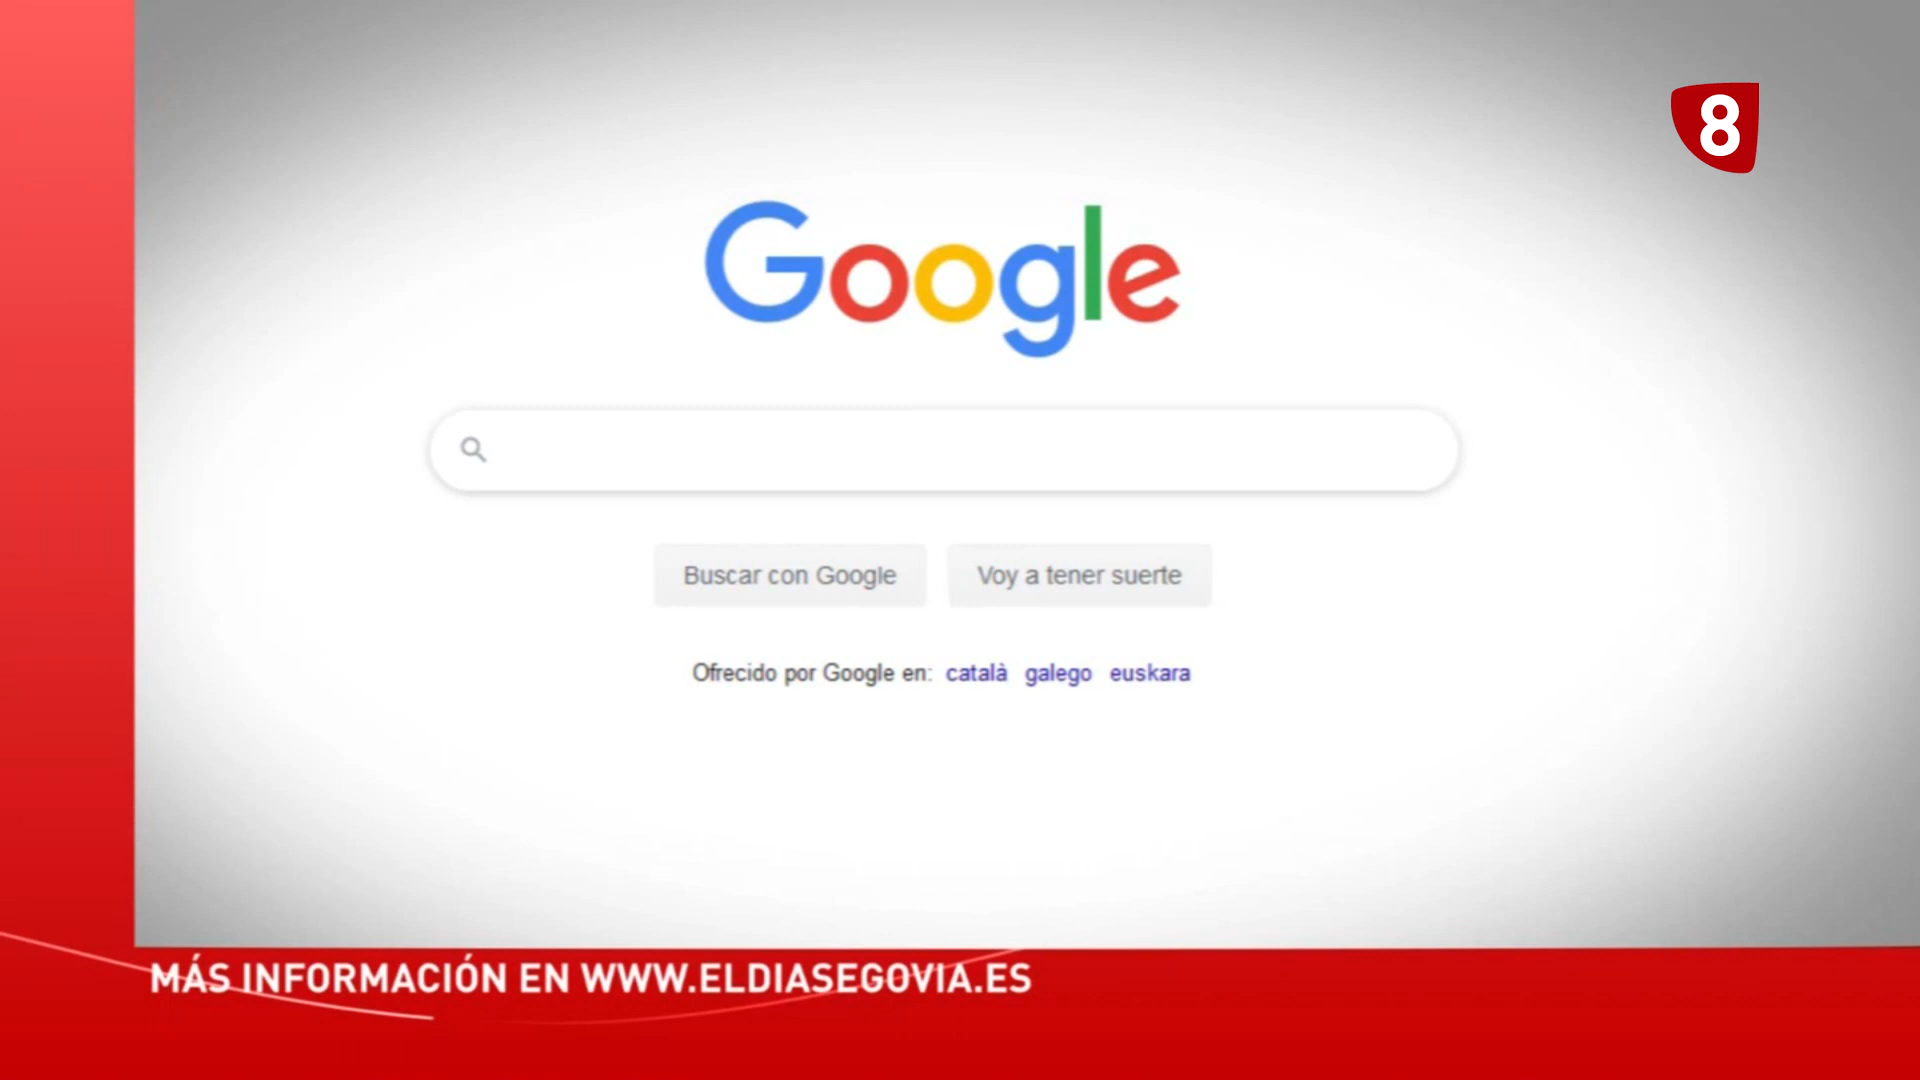 8
Google
Buscar con Google
Voy a tener suerte
Ofrecido por Google en: català galego euskara
MÁS INFORMACIÓN EN WWW.ELDIASEGOVIA.ES